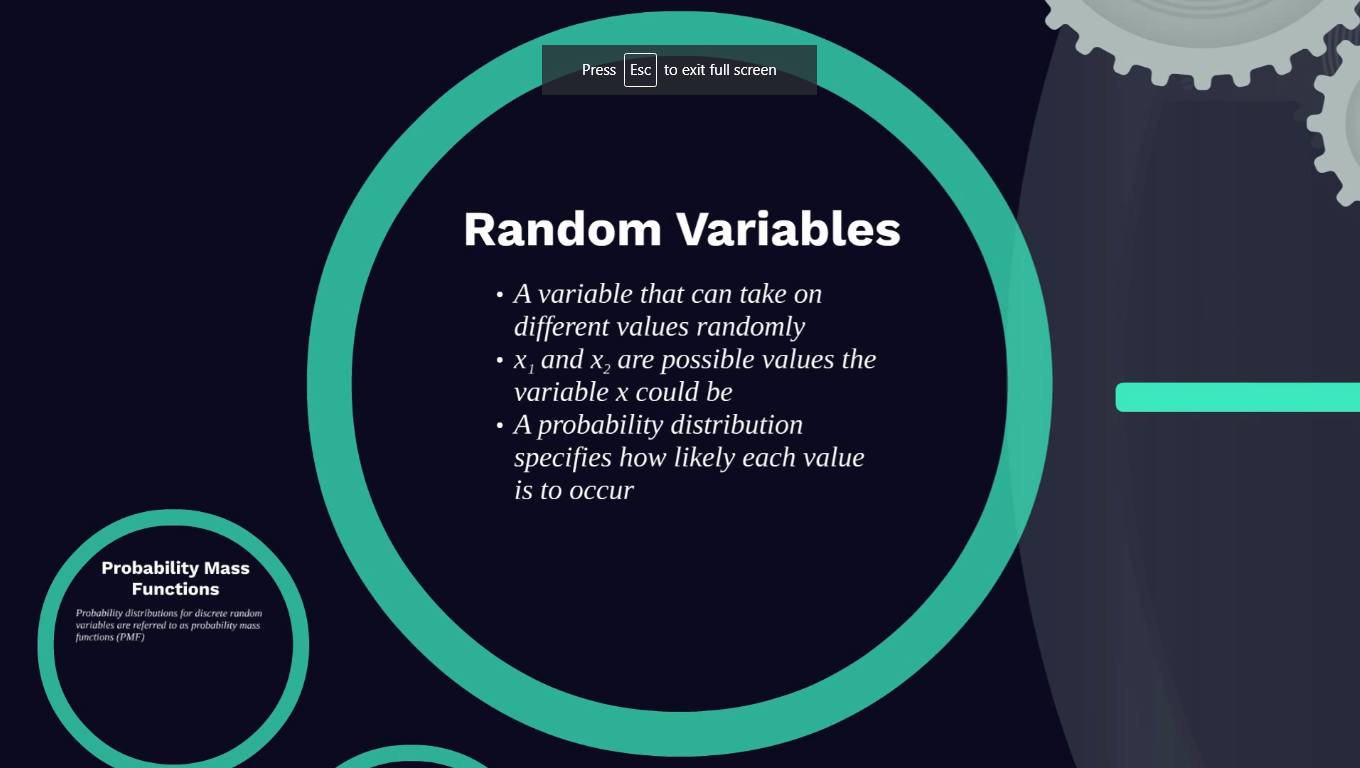 Press Esc to exit full screen
Random Variables
• A variable that can take on
different values randomly
• x₁ and x₂ are possible values the
variable x could be
• A probability distribution
specifies how likely each value
is to occur
Probability Mass
Functions
Probability distributions for discrete random
variables are referred to as probability mass
functions (PMF)